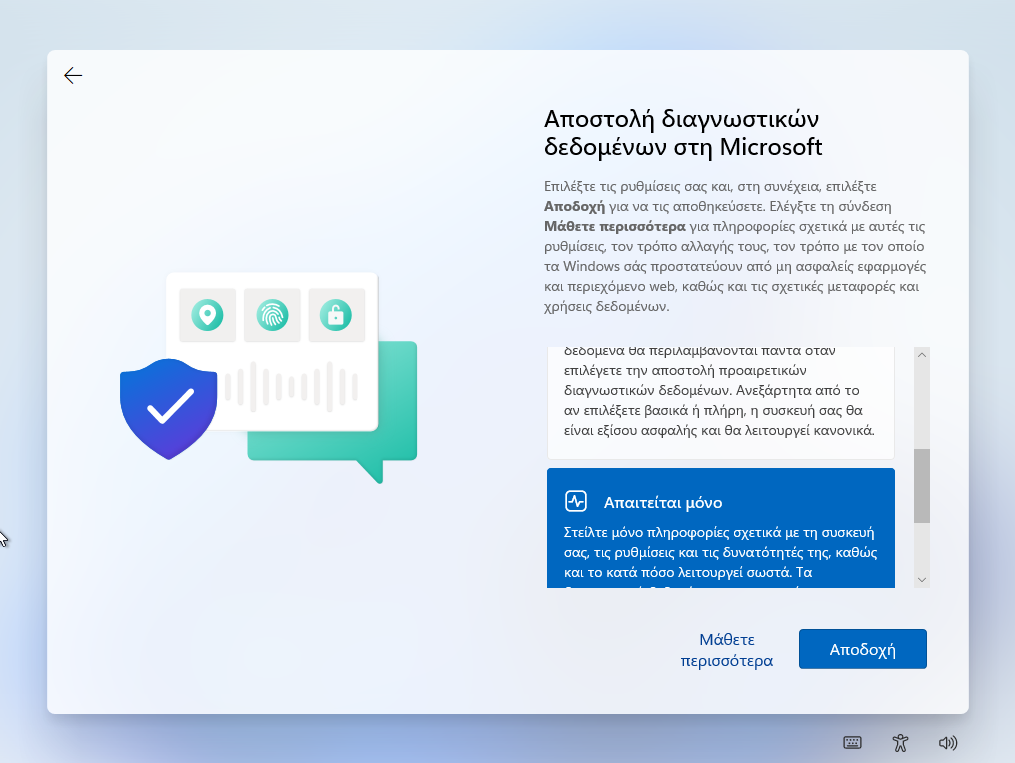 Αποστολή διαγνωστικών
δεδομένων στη Microsoft
Επιλέξτε τις ρυθμίσεις σας και, στη συνέχεια, επιλέξτε
Αποδοχή για να τις αποθηκεύσετε. Ελέγξτε τη σύνδεση
Μάθετε περισσότερα για πληροφορίες σχετικά με αυτές τις
ρυθμίσεις, τον τρόπο αλλαγής τους, τον τρόπο με τον οποίο
τα Windows σάς προστατεύουν από μη ασφαλείς εφαρμογές
και περιεχόμενο web, καθώς και τις σχετικές μεταφορές και
χρήσεις δεδομένων.
δεδομένα θα περιλαμβάνονται πάντα όταν
επιλέγετε την αποστολή προαιρετικών
διαγνωστικών δεδομένων. Ανεξάρτητα από το
αν επιλέξετε βασικά ή πλήρη, η συσκευή σας θα
είναι εξίσου ασφαλής και θα λειτουργεί κανονικά.
Απαιτείται μόνο
Στείλτε μόνο πληροφορίες σχετικά με τη συσκευή
σας, τις ρυθμίσεις και τις δυνατότητές της, καθώς
και το κατά πόσο λειτουργεί σωστά. Τα
Μάθετε
περισσότερα
Αποδοχή